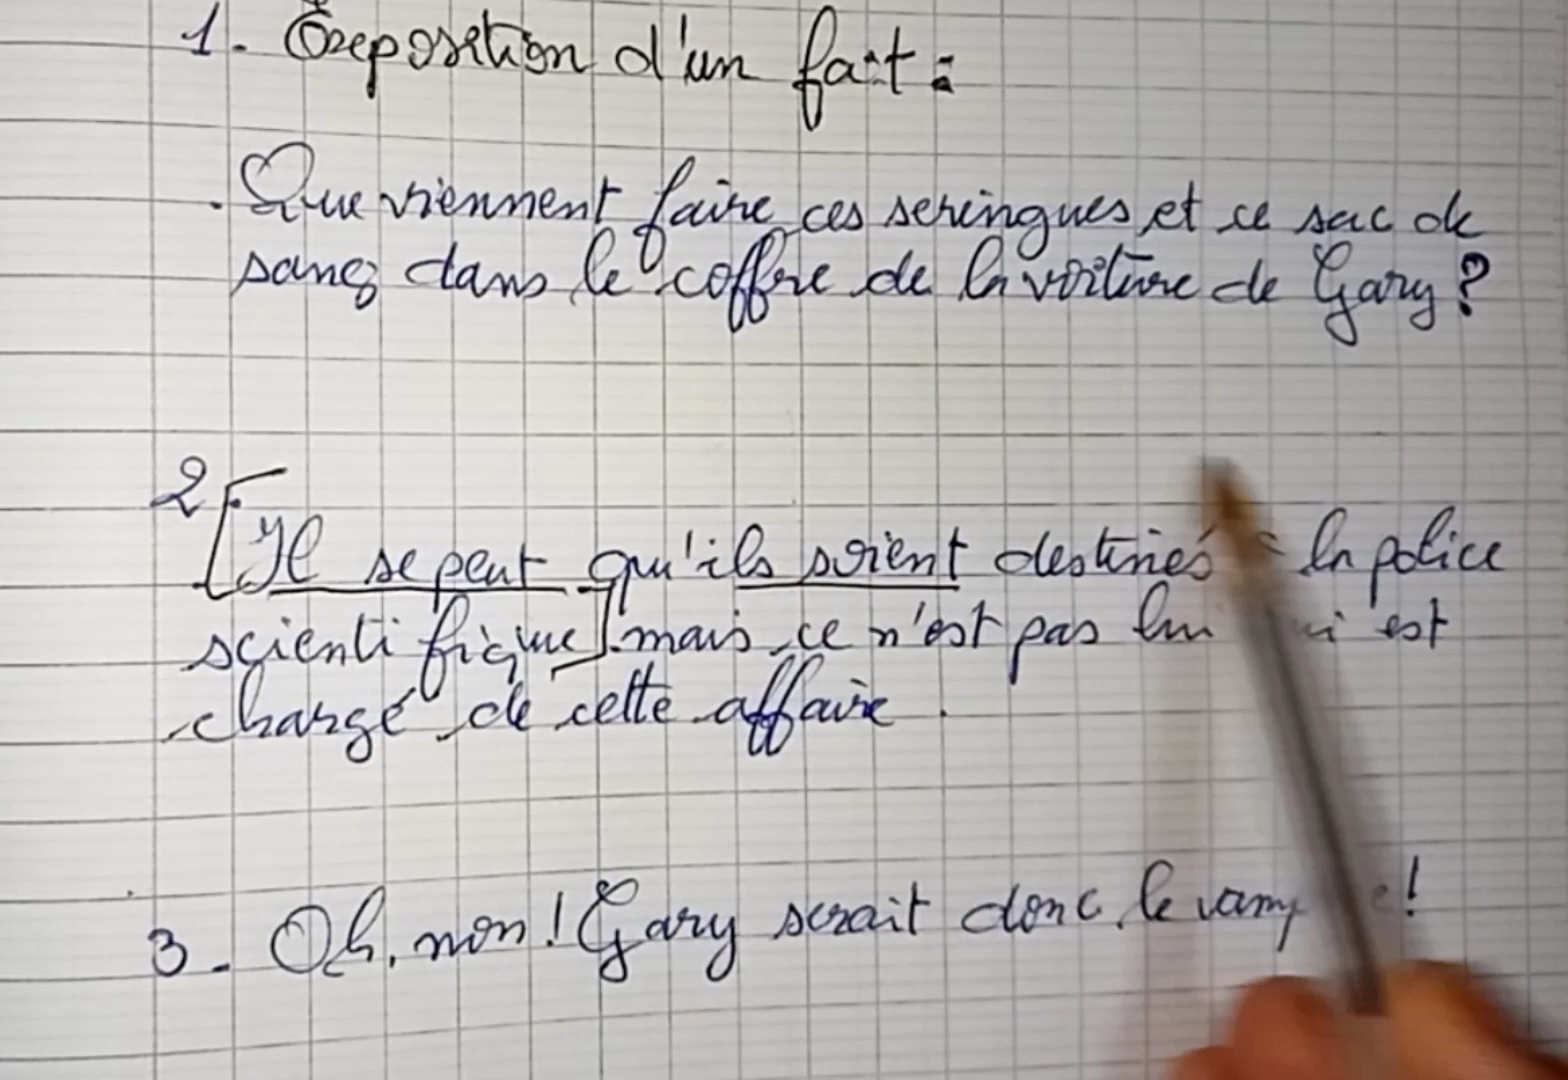 1. Exposition d'un fait :
. Que viennent faire ces seringues et ce sac de
sang dans le coffre de la voiture de Gary ?
2 [Il se peut qu'ils soient destinés à la police
scientifique] mais ce n'est pas lui est
chargé de cette affaire.
3. Oh, non ! Gary serait donc le !